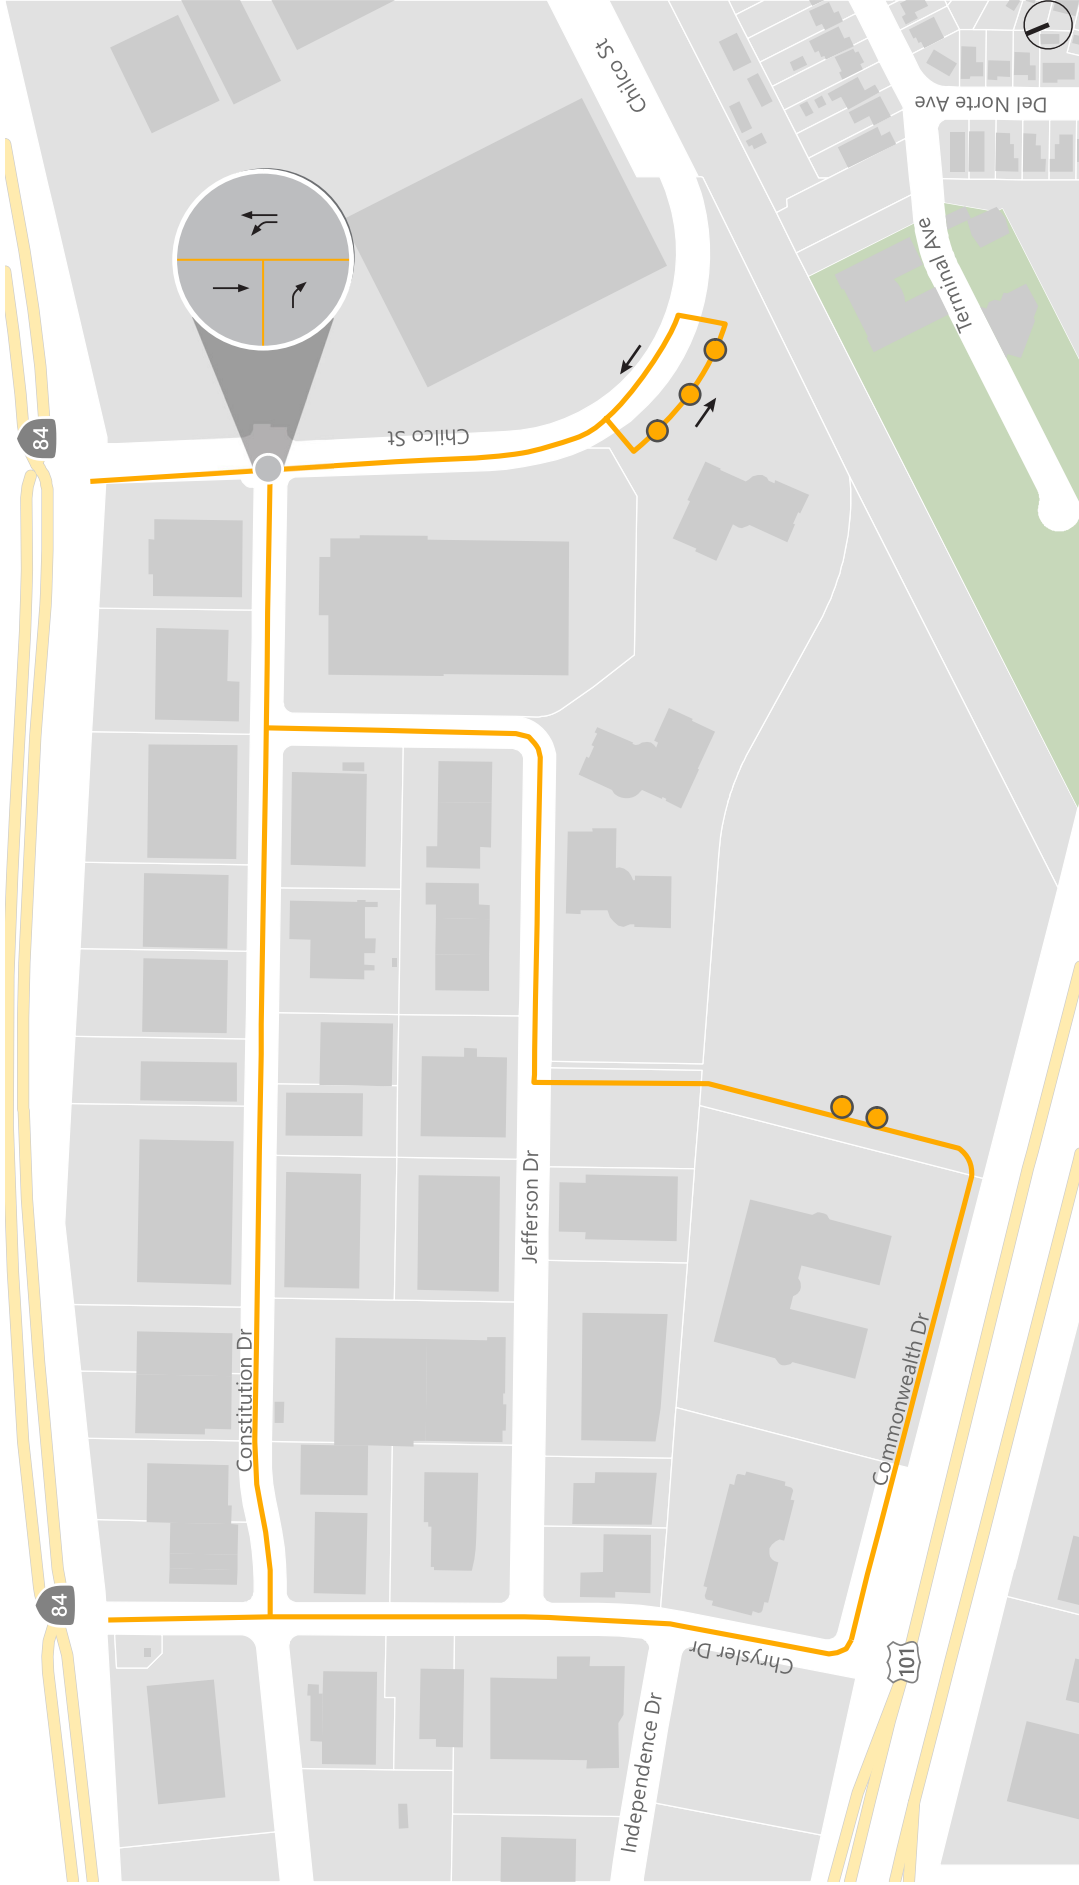 Chilco St
Del Norte Ave
Terminal Ave
84
Chilco St
Jefferson Dr
Constitution Dr
Commonwealth Dr
84
Chrysler Dr
101
Independence Dr